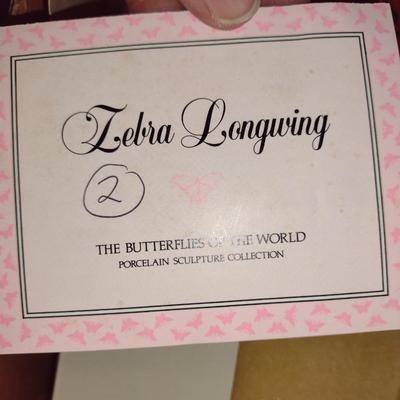 Zebra Longwing
2
THE BUTTERFLIES OF THE WORLD
PORCELAIN SCULPTURE COLLECTION